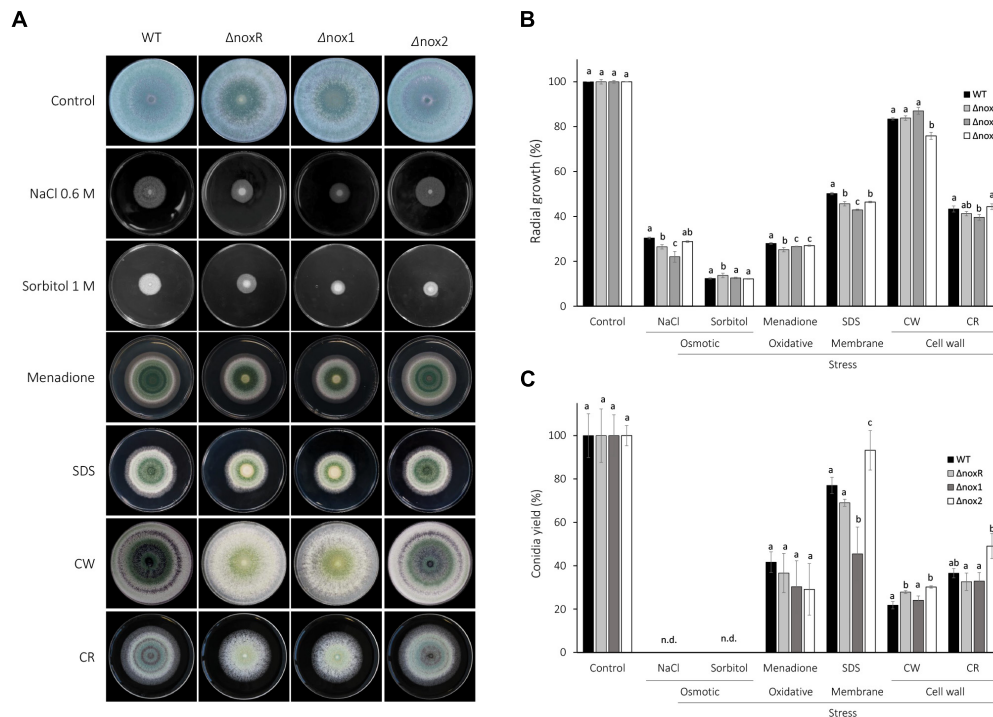 A
WT ΔnoxR Δnox1 Δnox2
Control
NaCl 0.6 M
Sorbitol 1 M
Menadione
SDS
CW
CR
B
Radial growth (%)
100
80
60
40
20
0
a a a a
a b c ab
a b a a
a b c c
a b c b
a a a b
a ab b a
WT
Δnox
Δnox
Δnox
Control NaCl Sorbitol Menadione SDS CW CR
Osmotic Oxidative Membrane Cell wall
Stress
C
Conidia yield (%)
100
80
60
40
20
0
a a a a
n.d. n.d.
a a a a
a a b c
a b a b
ab a a b
WT
ΔnoxR
Δnox1
Δnox2
Control NaCl Sorbitol Menadione SDS CW CR
Osmotic Oxidative Membrane Cell wall
Stress